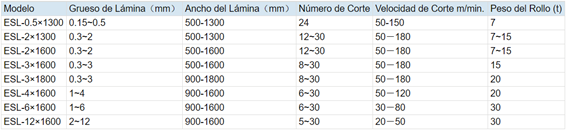 Modelo Grueso de Lámina（mm） Ancho del Lámina（mm） Número de Corte Velocidad de Corte m/min. Peso del Rollo (t)
ESL-0.5×1300 0.15~0.5 500-1300 24 50-150 7
ESL-2×1300 0.3~2 500-1300 12~30 50－180 7~15
ESL-2×1600 0.3~2 500-1600 12~30 50－180 7~15
ESL-3×1600 0.3~3 500-1600 8~30 50－180 15
ESL-3×1800 0.3~3 900-1800 8~30 50－180 20
ESL-4×1600 1~4 900-1600 6~30 50－120 20
ESL-6×1600 1~6 900-1600 6~30 30－80 30
ESL-12×1600 2~12 900-1600 5~30 20－50 30